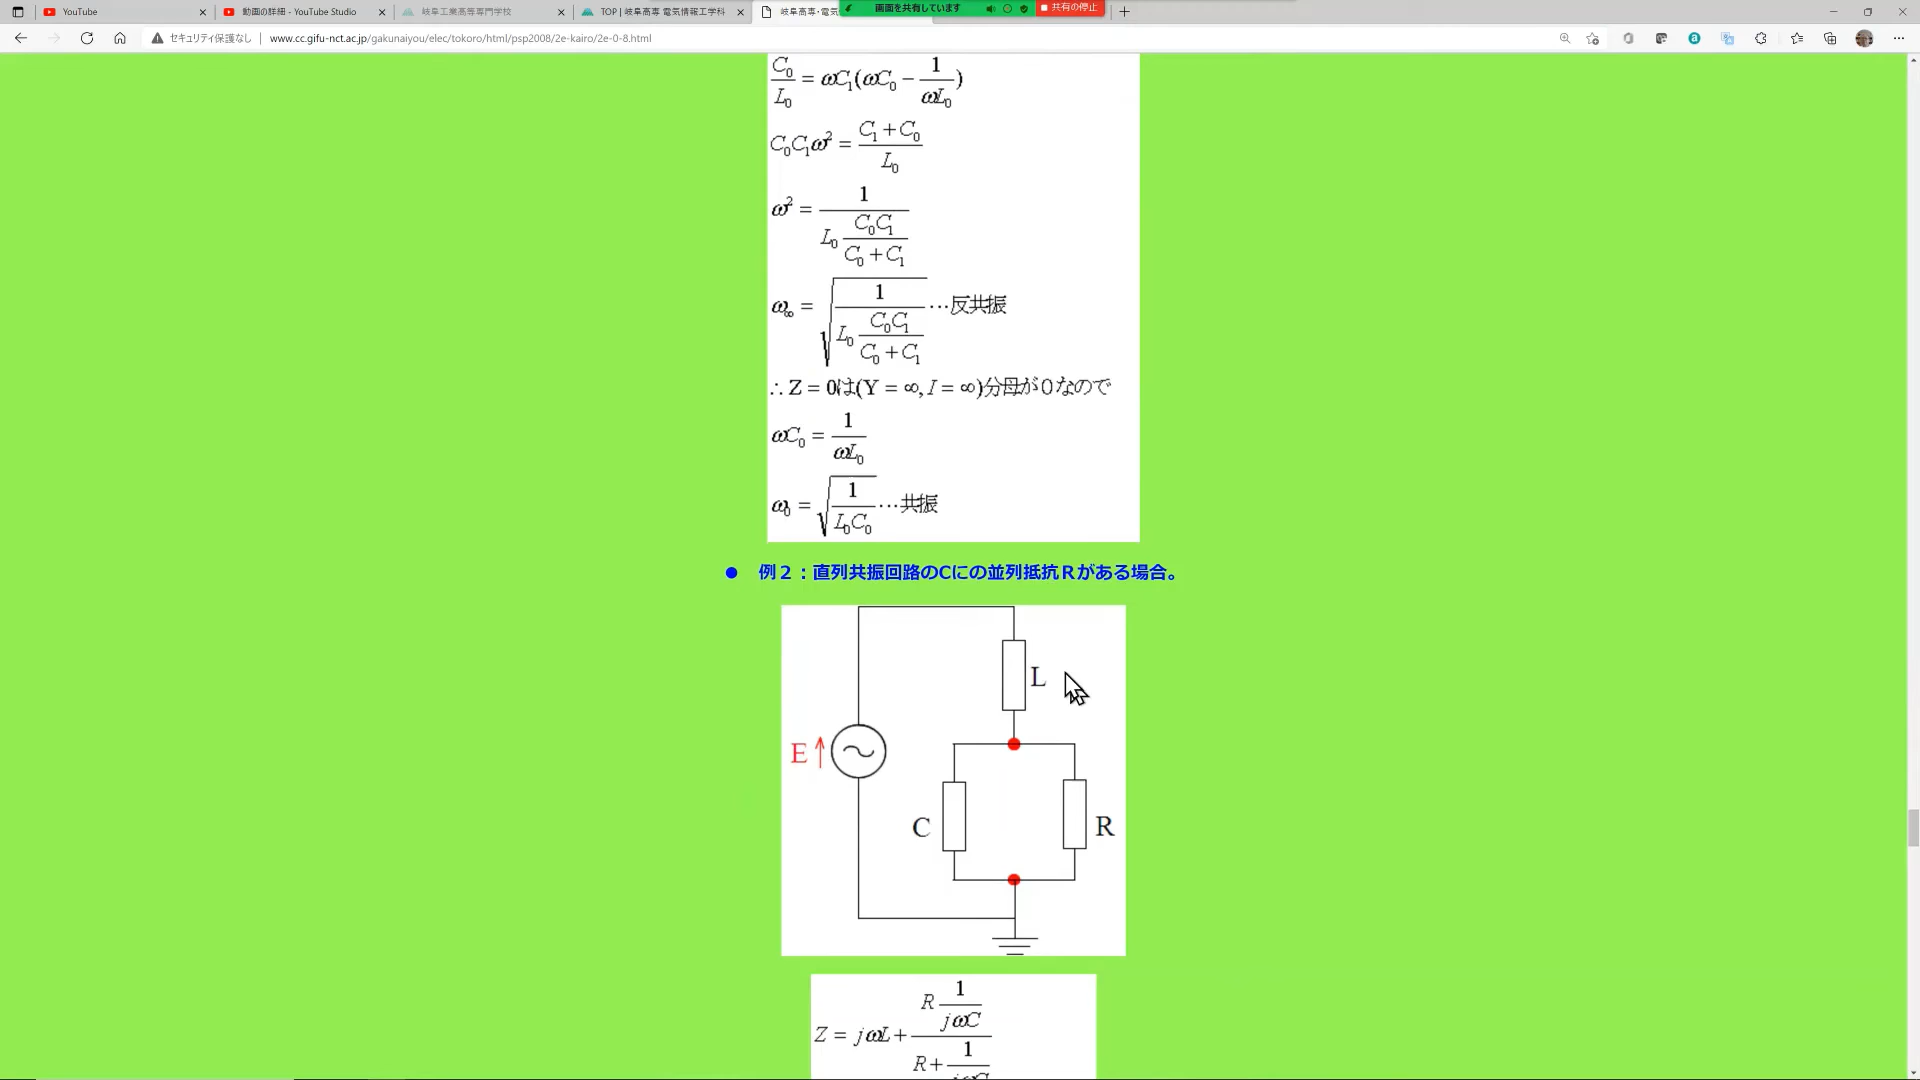 YouTube
動画の詳細 - YouTube Studio
岐阜工業高等専門学校
TOP | 岐阜高専 電気情報工学科
岐阜高専・電気
画面を共有しています
共有の停止
セキュリティ保護なし | www.cc.gifu-nct.ac.jp/gakunaiyou/elec/tokoro/html/psp2008/2e-kairo/2e-0-8.html
C₀/L₀ = ωC₁(ωC₀ − 1/ωL₀)
C₀C₁ω² = (C₁ + C₀)/L₀
ω² = 1/(L₀ C₀C₁/(C₀ + C₁))
ω∞ = √(1/(L₀ C₀C₁/(C₀ + C₁))) …反共振
∴Z = 0は(Y = ∞, I = ∞)分母が0なので
ωC₀ = 1/ωL₀
ω₀ = √(1/L₀C₀) …共振
● 例2：直列共振回路のCにの並列抵抗Rがある場合。
L
E
C
R
Z = jωL + (R 1/jωC)/(R + 1/jωC)